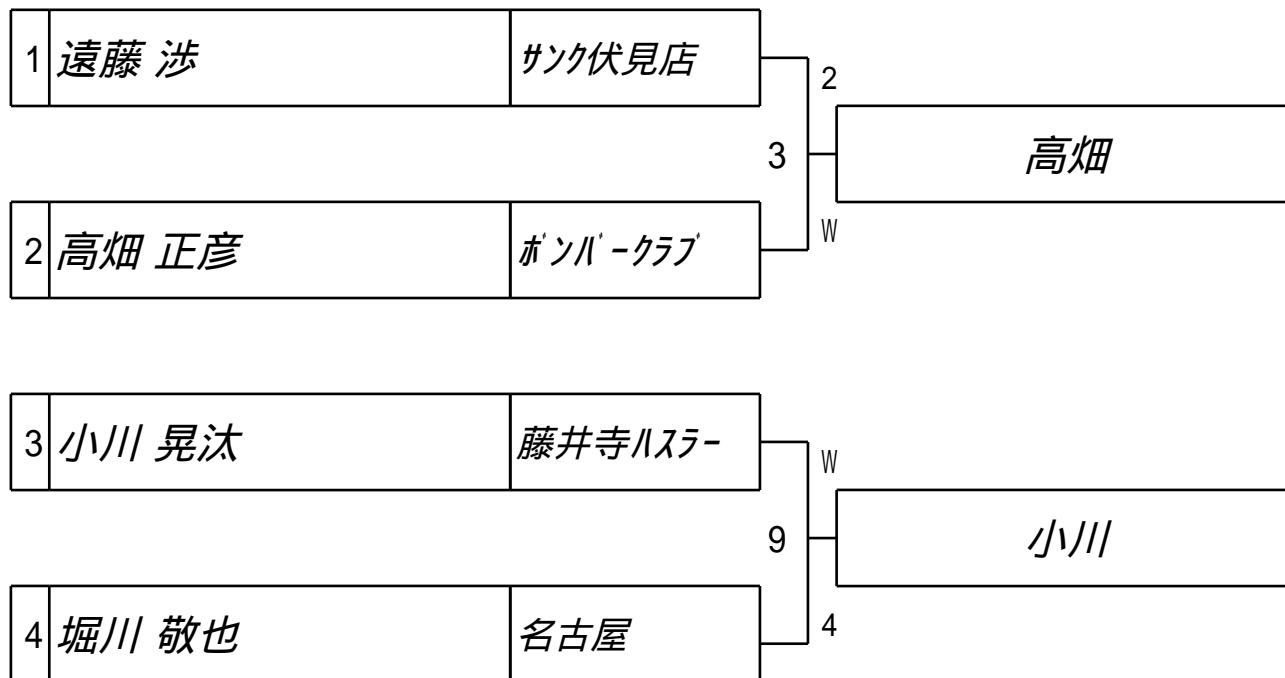 1 遠藤 渉 サンク伏見店
2
3
高畑
W
2 高畑 正彦 ボンバークラブ
3 小川 晃汰 藤井寺ハスラー
W
9
小川
4
4 堀川 敬也 名古屋